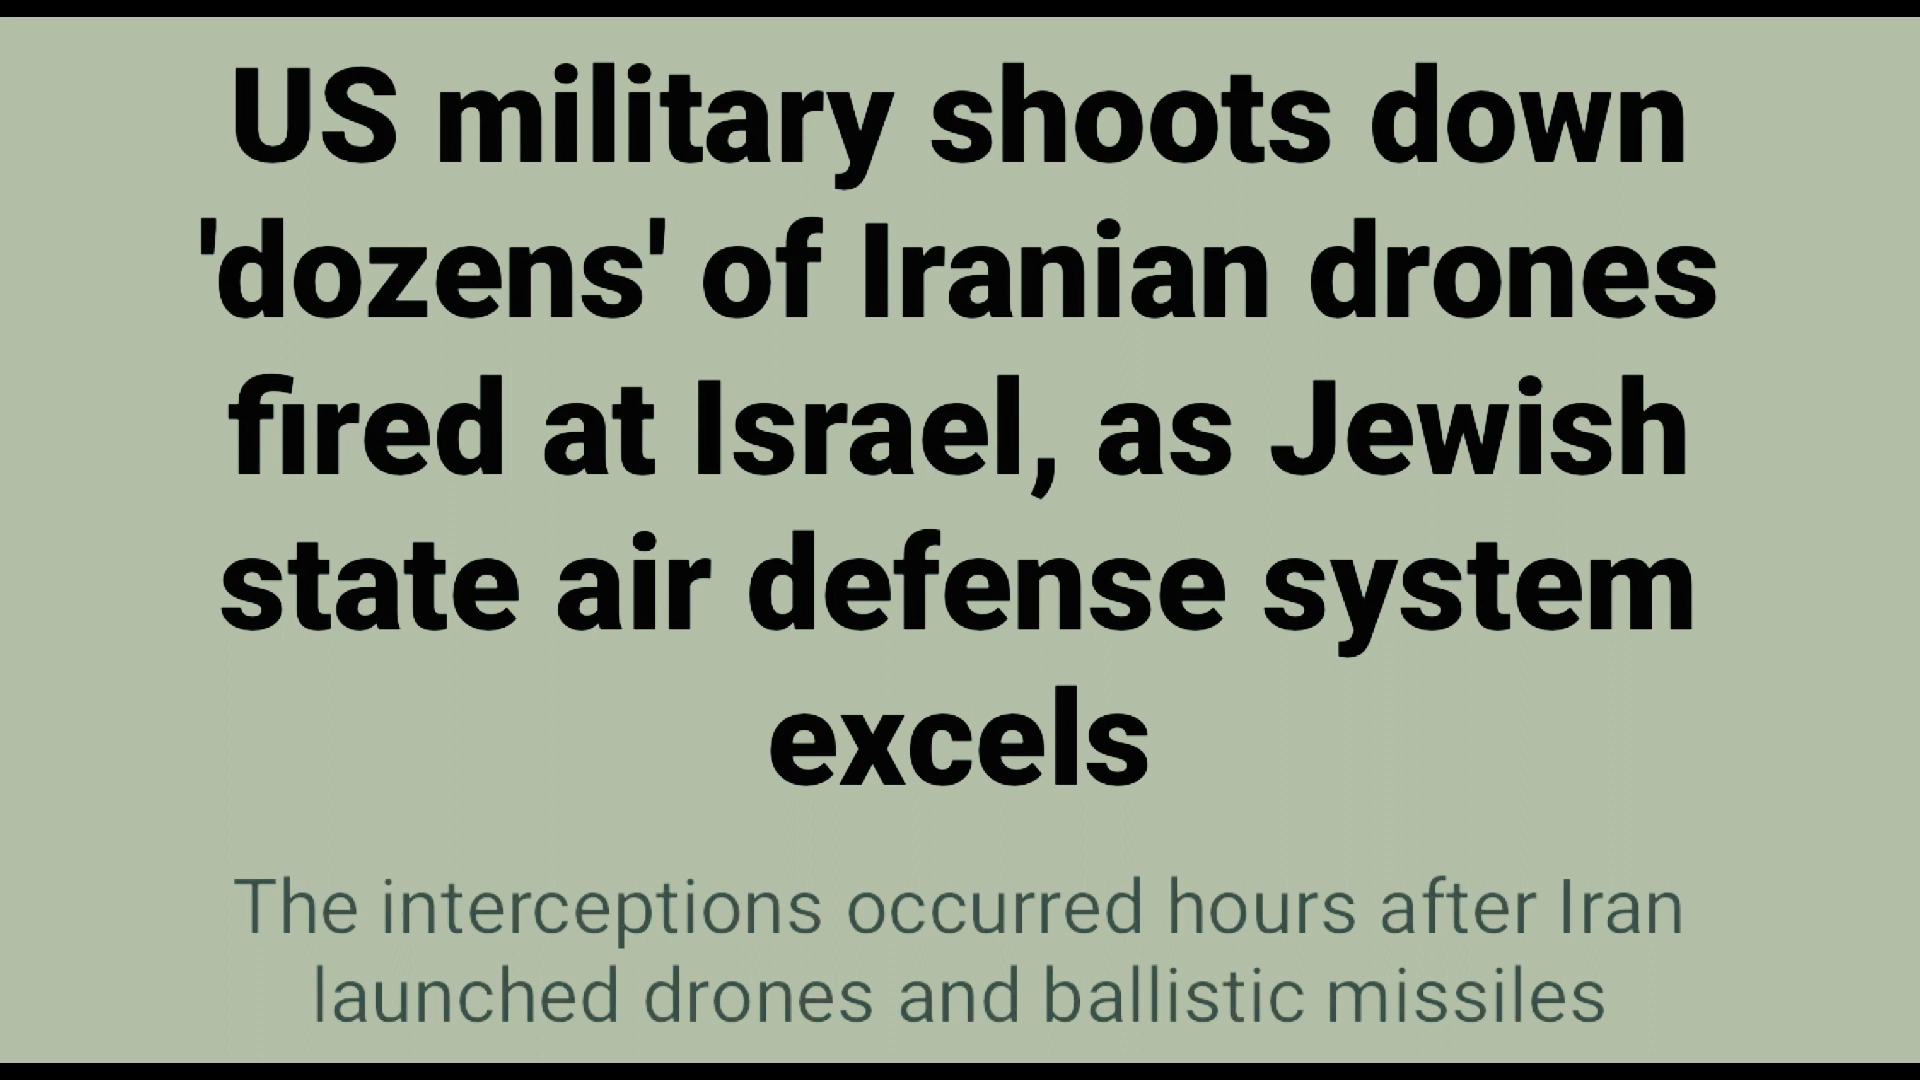 US military shoots down
'dozens' of Iranian drones
fired at Israel, as Jewish
state air defense system
excels
The interceptions occurred hours after Iran
launched drones and ballistic missiles